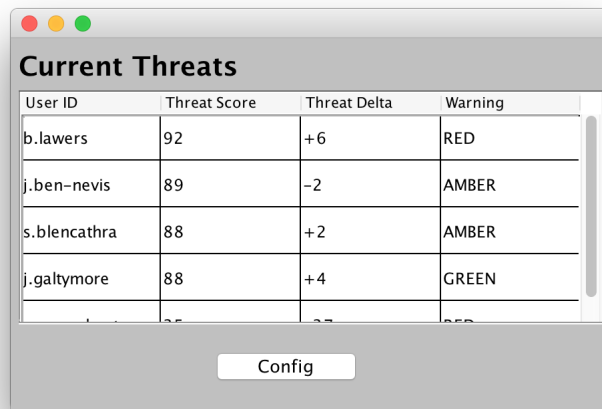 Current Threats
User ID Threat Score Threat Delta Warning
b.lawers 92 +6 RED
j.ben-nevis 89 -2 AMBER
s.blencathra 88 +2 AMBER
j.galtymore 88 +4 GREEN
Config